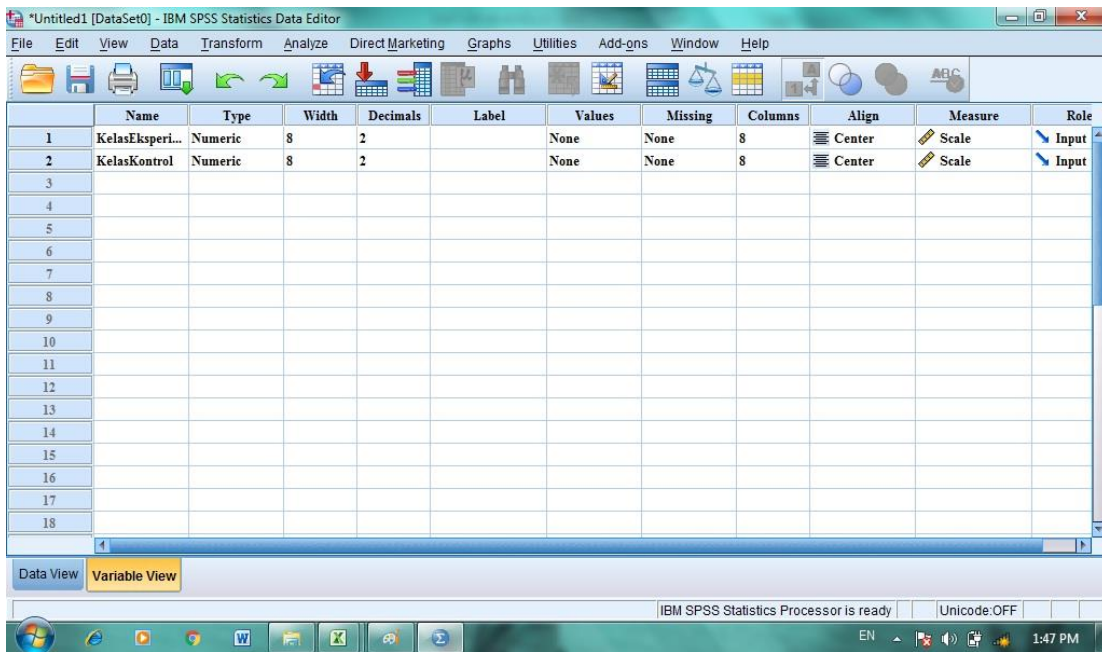 *Untitled1 [DataSet0] - IBM SPSS Statistics Data Editor
File Edit View Data Transform Analyze Direct Marketing Graphs Utilities Add-ons Window Help
Name Type Width Decimals Label Values Missing Columns Align Measure Role
1 KelasEksperi... Numeric 8 2 None None 8 Center Scale Input
2 KelasKontrol Numeric 8 2 None None 8 Center Scale Input
3
4
5
6
7
8
9
10
11
12
13
14
15
16
17
18
Data View Variable View
IBM SPSS Statistics Processor is ready Unicode:OFF
EN 1:47 PM